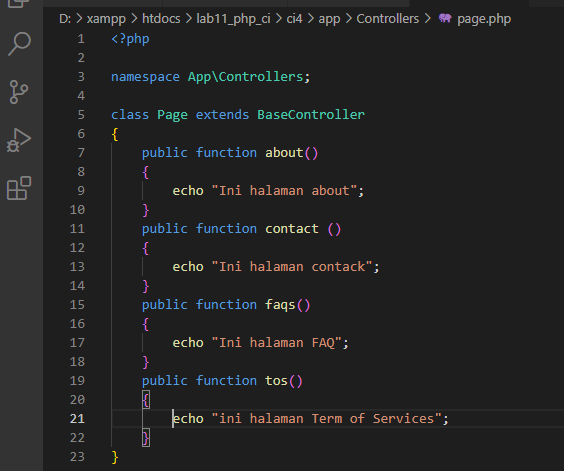 D: > xampp > htdocs > lab11_php_ci > ci4 > app > Controllers > page.php
1 <?php
2
3 namespace App\Controllers;
4
5 class Page extends BaseController
6 {
7 public function about()
8 {
9 echo "Ini halaman about";
10 }
11 public function contact ()
12 {
13 echo "Ini halaman contack";
14 }
15 public function faqs()
16 {
17 echo "Ini halaman FAQ";
18 }
19 public function tos()
20 {
21 echo "ini halaman Term of Services";
22 }
23 }